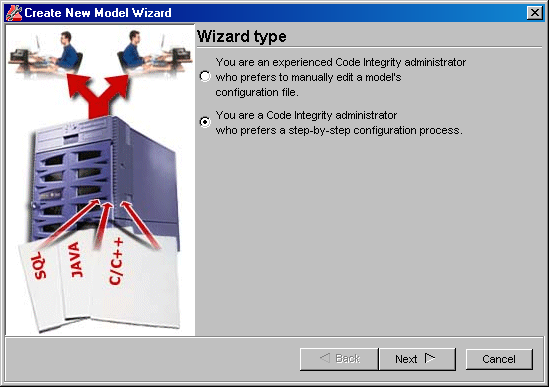 Create New Model Wizard
Wizard type
You are an experienced Code Integrity administrator
who prefers to manually edit a model's
configuration file.
You are a Code Integrity administrator
who prefers a step-by-step configuration process.
SQL
JAVA
C/C++
Back
Next
Cancel